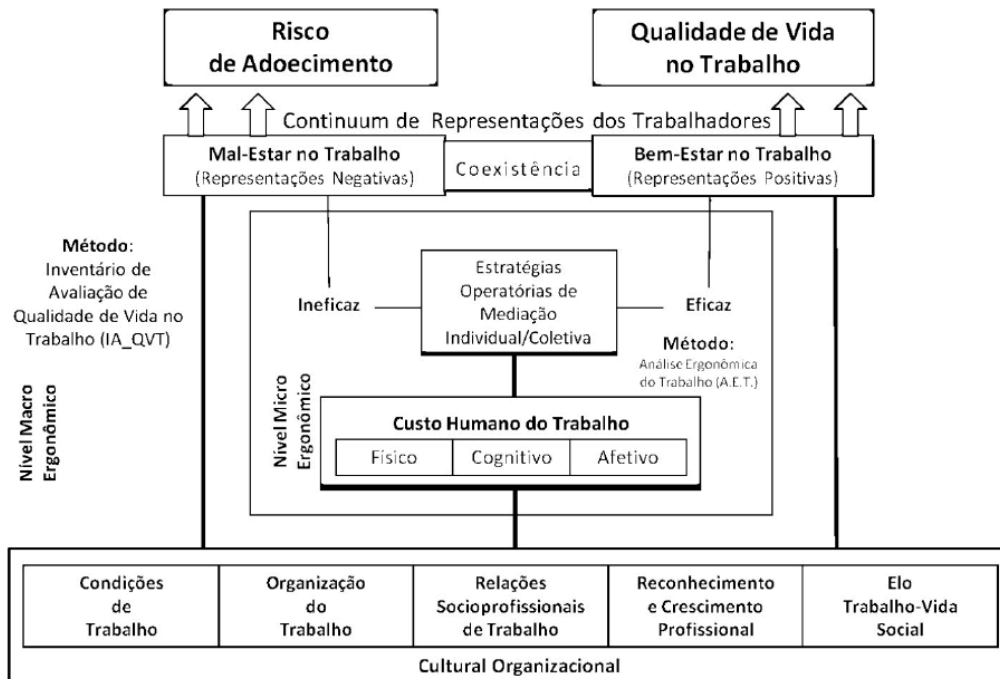 Risco
de Adoecimento
Qualidade de Vida
no Trabalho
Continuum de Representações dos Trabalhadores
Mal-Estar no Trabalho
(Representações Negativas)
Coexistência
Bem-Estar no Trabalho
(Representações Positivas)
Método:
Inventário de
Avaliação de
Qualidade de Vida no
Trabalho (IA_QVT)
Ineficaz
Estratégias
Operatórias de
Mediação
Individual/Coletiva
Eficaz
Método:
Análise Ergonômica
do Trabalho (A.E.T.)
Nível Macro
Ergonômico
Nível Micro
Ergonômico
Custo Humano do Trabalho
Físico
Cognitivo
Afetivo
Condições
de
Trabalho
Organização
do
Trabalho
Relações
Socioprofissionais
de Trabalho
Reconhecimento
e Crescimento
Profissional
Elo
Trabalho-Vida
Social
Cultural Organizacional